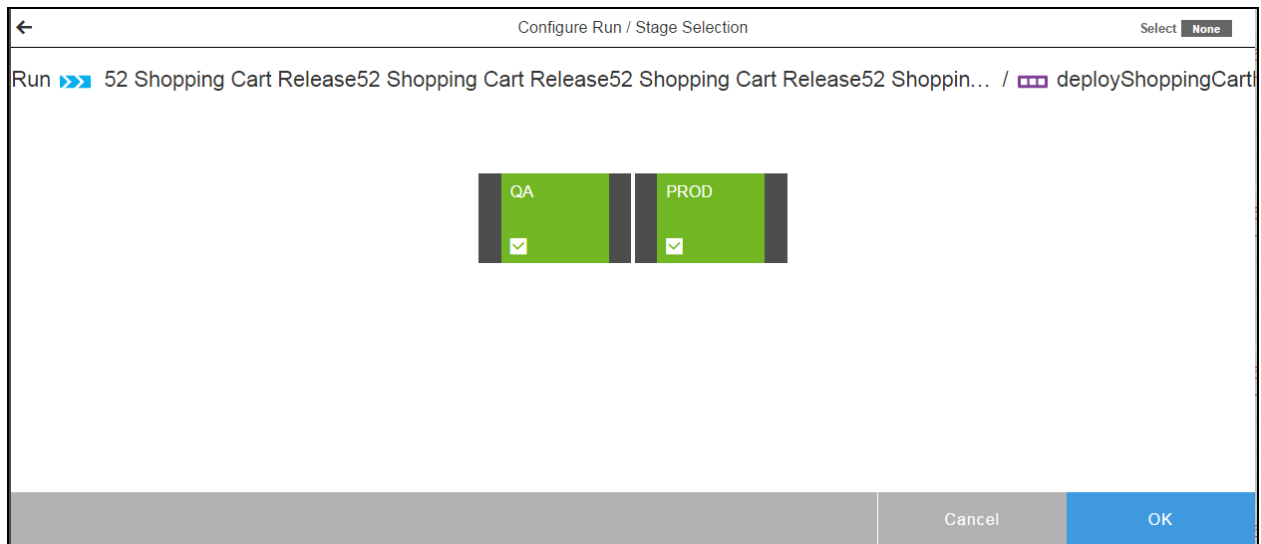 Configure Run / Stage Selection
Select None
Run 52 Shopping Cart Release52 Shopping Cart Release52 Shopping Cart Release52 Shoppin... / deployShoppingCart
QA PROD
Cancel OK